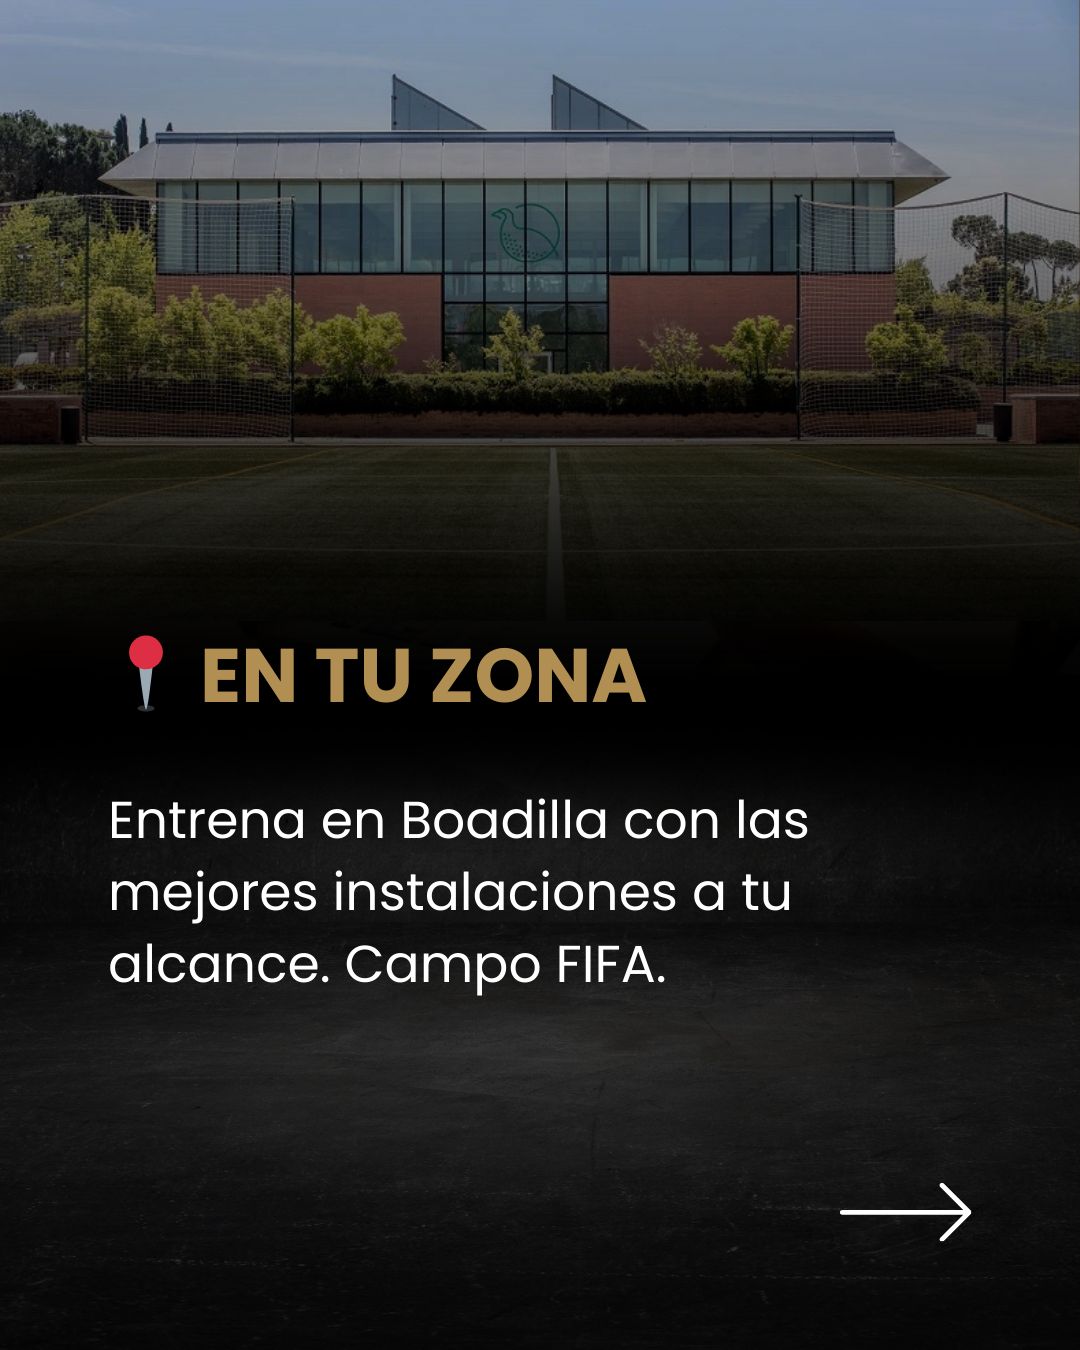 📍 EN TU ZONA
Entrena en Boadilla con las
mejores instalaciones a tu
alcance. Campo FIFA.